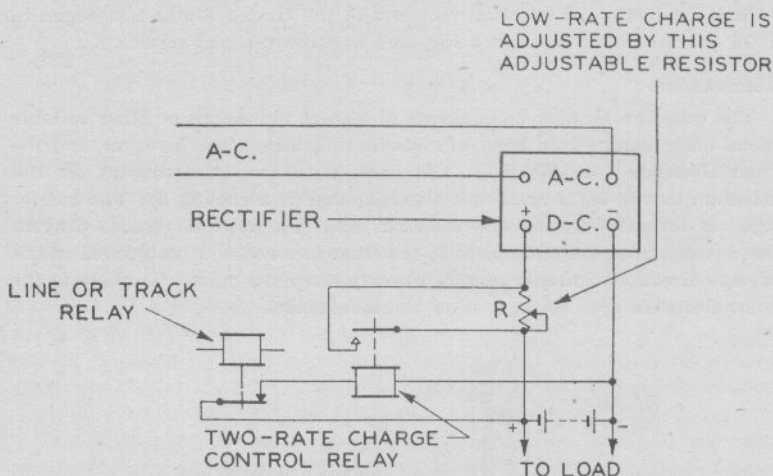 LOW-RATE CHARGE IS
ADJUSTED BY THIS
ADJUSTABLE RESISTOR
A-C.
A-C.
RECTIFIER
+ D-C. −
LINE OR TRACK
RELAY
R
TWO-RATE CHARGE
CONTROL RELAY
+ −
TO LOAD